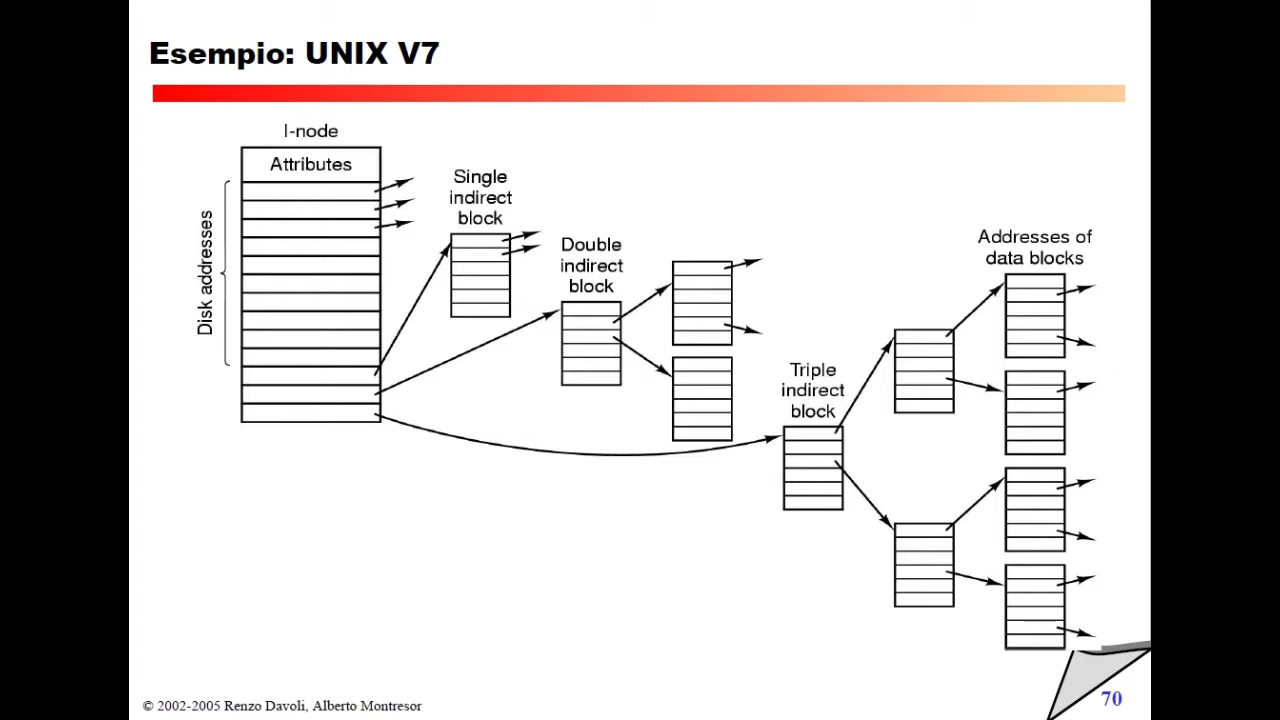 Esempio: UNIX V7
I-node
Attributes
Disk addresses
Single
indirect
block
Double
indirect
block
Triple
indirect
block
Addresses of
data blocks
© 2002-2005 Renzo Davoli, Alberto Montresor
70